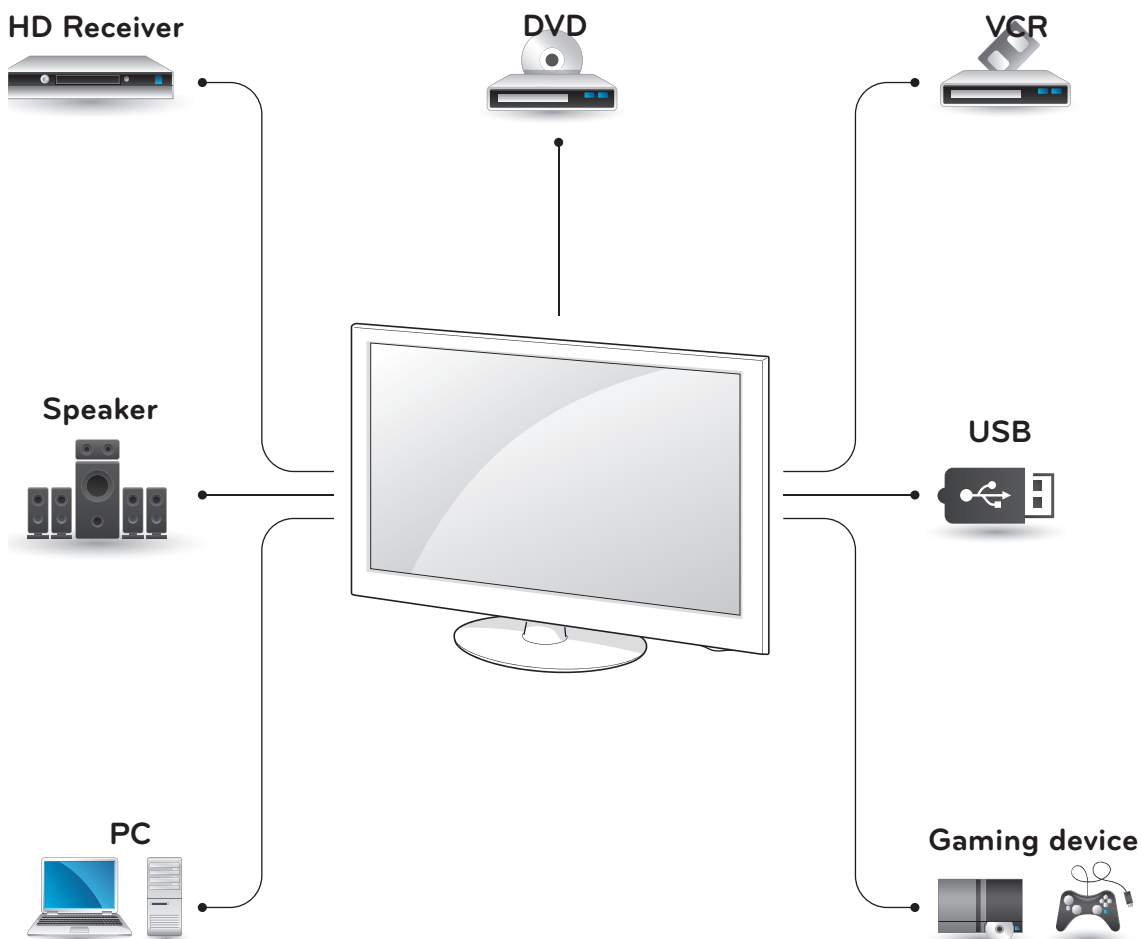 HD Receiver
DVD
VCR
Speaker
USB
PC
Gaming device